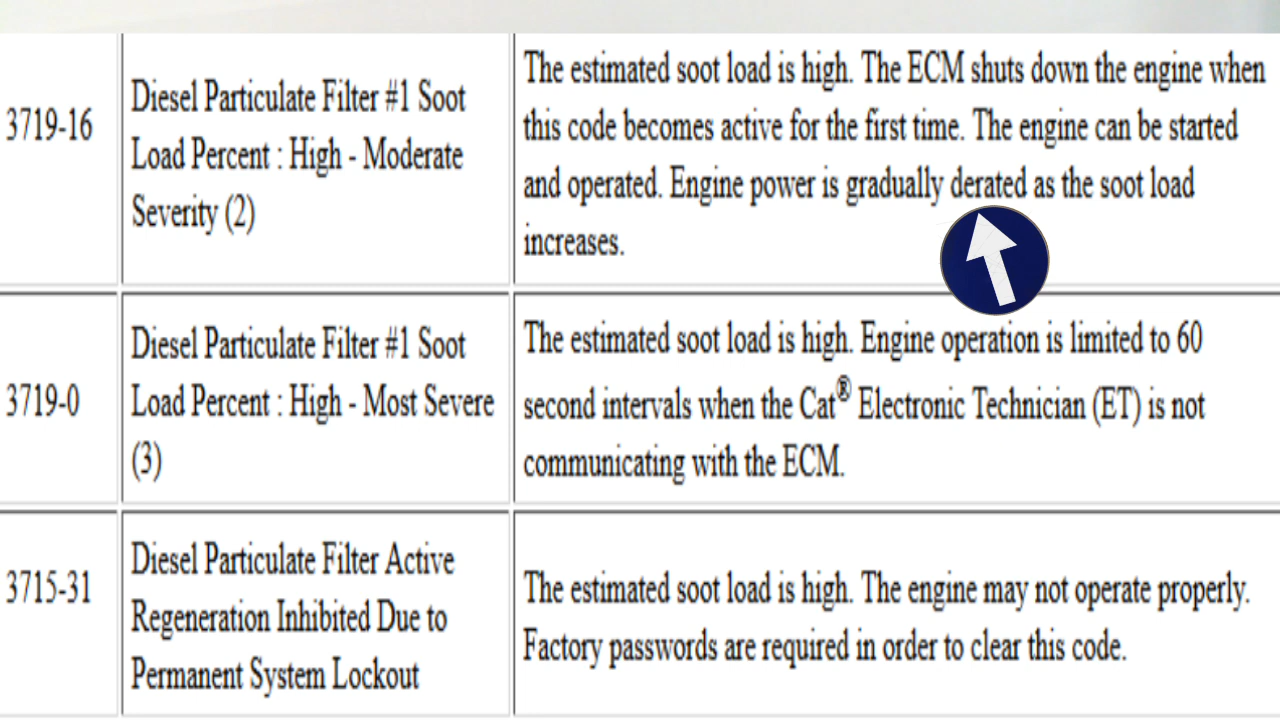 3719-16
Diesel Particulate Filter #1 Soot
Load Percent : High - Moderate
Severity (2)
The estimated soot load is high. The ECM shuts down the engine when
this code becomes active for the first time. The engine can be started
and operated. Engine power is gradually derated as the soot load
increases.
3719-0
Diesel Particulate Filter #1 Soot
Load Percent : High - Most Severe
(3)
The estimated soot load is high. Engine operation is limited to 60
second intervals when the Cat® Electronic Technician (ET) is not
communicating with the ECM.
3715-31
Diesel Particulate Filter Active
Regeneration Inhibited Due to
Permanent System Lockout
The estimated soot load is high. The engine may not operate properly.
Factory passwords are required in order to clear this code.